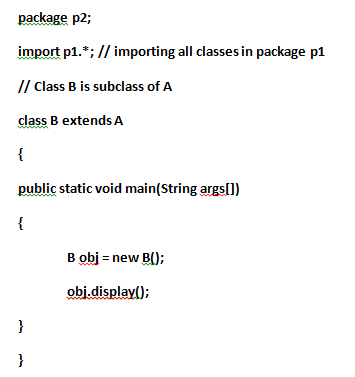 package p2;
import p1.*; // importing all classes in package p1
// Class B is subclass of A
class B extends A
{
public static void main(String args[])
{
B obj = new B();
obj.display();
}
}